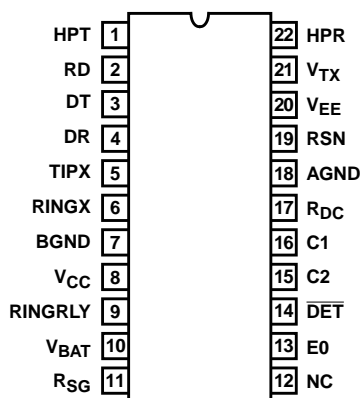 HPT 1 22 HPR
RD 2 21 VTX
DT 3 20 VEE
DR 4 19 RSN
TIPX 5 18 AGND
RINGX 6 17 RDC
BGND 7 16 C1
VCC 8 15 C2
RINGRLY 9 14 DET
VBAT 10 13 E0
RSG 11 12 NC